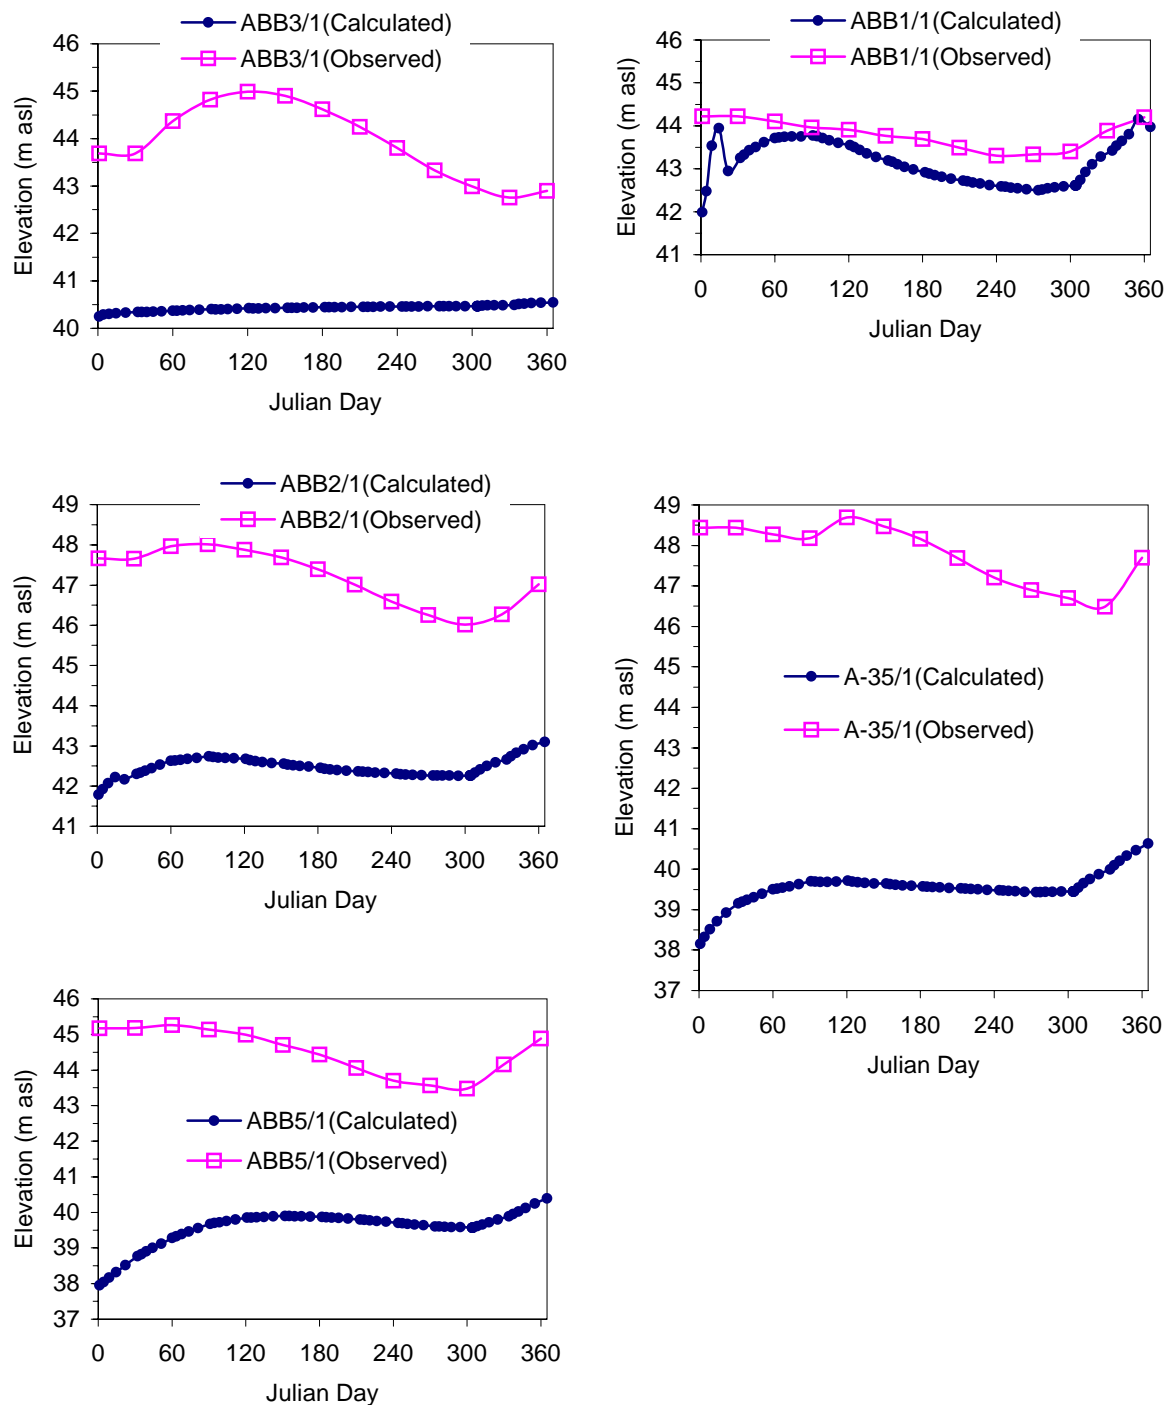 ABB3/1(Calculated)
ABB3/1(Observed)
46
45
44
43
42
41
40
Elevation (m asl)
0 60 120 180 240 300 360
Julian Day
ABB1/1(Calculated)
ABB1/1(Observed)
46
45
44
43
42
41
Elevation (m asl)
0 60 120 180 240 300 360
Julian Day
ABB2/1(Calculated)
ABB2/1(Observed)
49
48
47
46
45
44
43
42
41
Elevation (m asl)
0 60 120 180 240 300 360
Julian Day
49
48
47
46
45
44
43
42
41
40
39
38
37
Elevation (m asl)
A-35/1(Calculated)
A-35/1(Observed)
0 60 120 180 240 300 360
Julian Day
46
45
44
43
42
41
40
39
38
37
Elevation (m asl)
ABB5/1(Calculated)
ABB5/1(Observed)
0 60 120 180 240 300 360
Julian Day